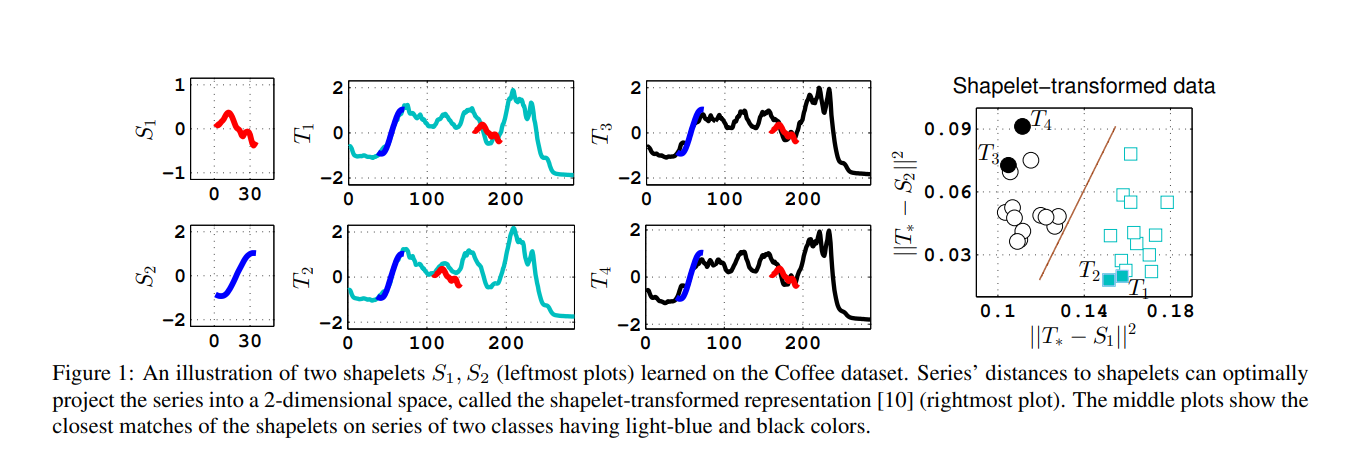 Shapelet−transformed data
S₁
1
0
−1
0 30
T₁
2
0
−2
0 100 200
T₃
2
0
−2
0 100 200
S₂
2
0
−2
0 30
T₂
2
0
−2
0 100 200
T₄
2
0
−2
0 100 200
||T∗ − S₂||²
0.09
0.06
0.03
T₄
T₃
T₂
T₁
0.1 0.14 0.18
||T∗ − S₁||²
Figure 1: An illustration of two shapelets S₁, S₂ (leftmost plots) learned on the Coffee dataset. Series’ distances to shapelets can optimally
project the series into a 2-dimensional space, called the shapelet-transformed representation [10] (rightmost plot). The middle plots show the
closest matches of the shapelets on series of two classes having light-blue and black colors.